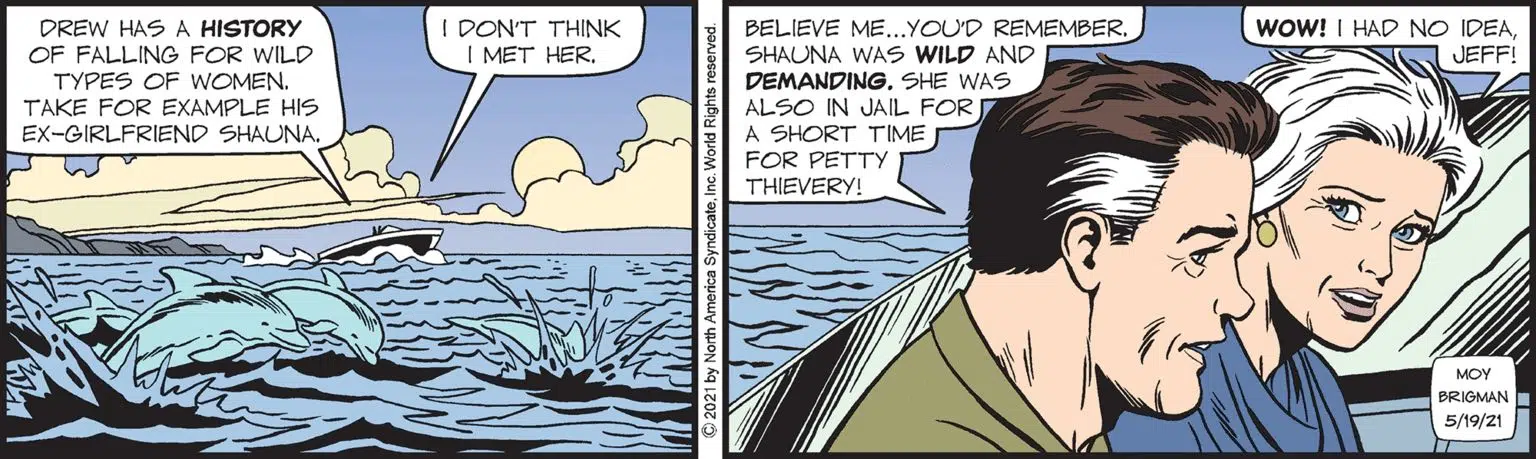 DREW HAS A HISTORY
OF FALLING FOR WILD
TYPES OF WOMEN.
TAKE FOR EXAMPLE HIS
EX-GIRLFRIEND SHAUNA.
I DON'T THINK
I MET HER.
© 2021 by North America Syndicate, Inc. World Rights reserved.
BELIEVE ME...YOU'D REMEMBER.
SHAUNA WAS WILD AND
DEMANDING. SHE WAS
ALSO IN JAIL FOR
A SHORT TIME
FOR PETTY
THIEVERY!
WOW! I HAD NO IDEA,
JEFF!
MOY
BRIGMAN
5/19/21